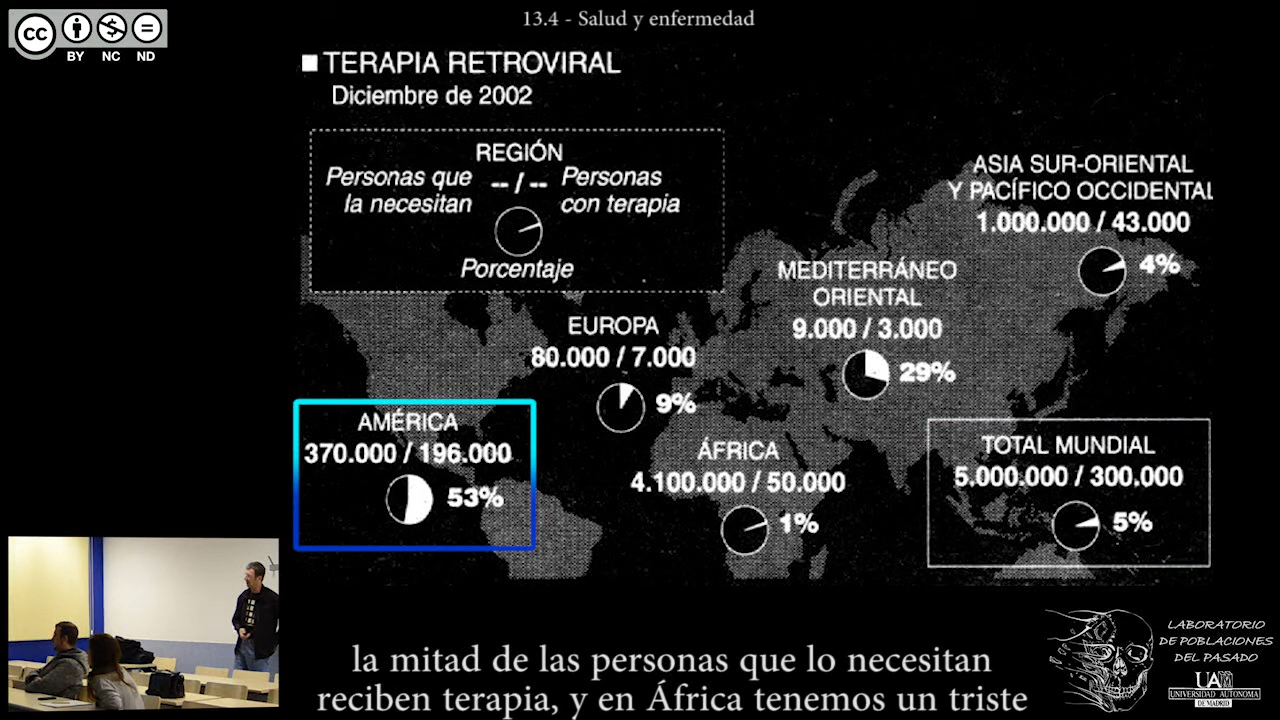 13.4 - Salud y enfermedad
cc
BY NC ND
TERAPIA RETROVIRAL
Diciembre de 2002
REGIÓN
Personas que
la necesitan
-- / --
Personas
con terapia
Porcentaje
ASIA SUR-ORIENTAL
Y PACÍFICO OCCIDENTAL
1.000.000 / 43.000
4%
MEDITERRÁNEO
ORIENTAL
9.000 / 3.000
29%
EUROPA
80.000 / 7.000
9%
AMÉRICA
370.000 / 196.000
53%
ÁFRICA
4.100.000 / 50.000
1%
TOTAL MUNDIAL
5.000.000 / 300.000
5%
la mitad de las personas que lo necesitan
reciben terapia, y en África tenemos un triste
LABORATORIO
DE POBLACIONES
DEL PASADO
UAM
UNIVERSIDAD AUTONOMA
DE MADRID